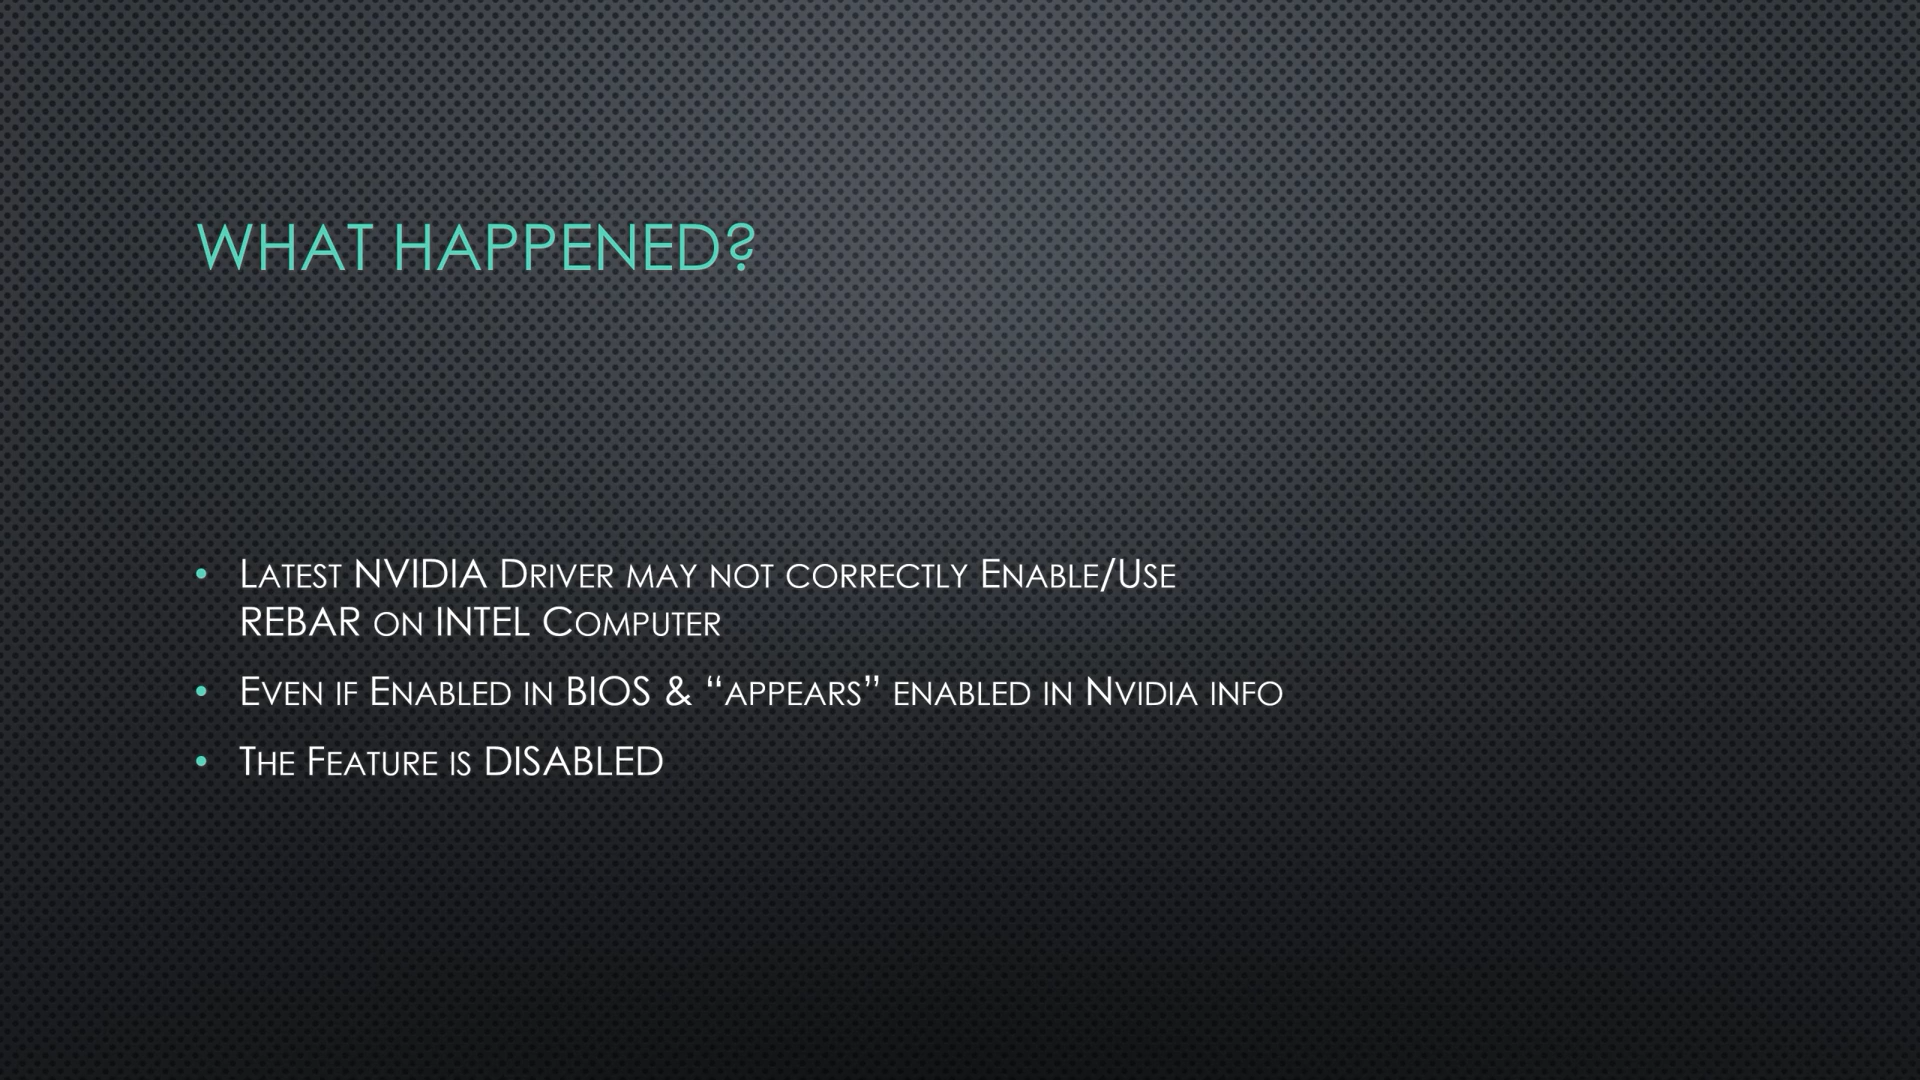 WHAT HAPPENED?
• Latest NVIDIA Driver may not correctly Enable/Use
REBAR on INTEL Computer
• Even if Enabled in BIOS & “appears” enabled in Nvidia info
• The Feature is DISABLED